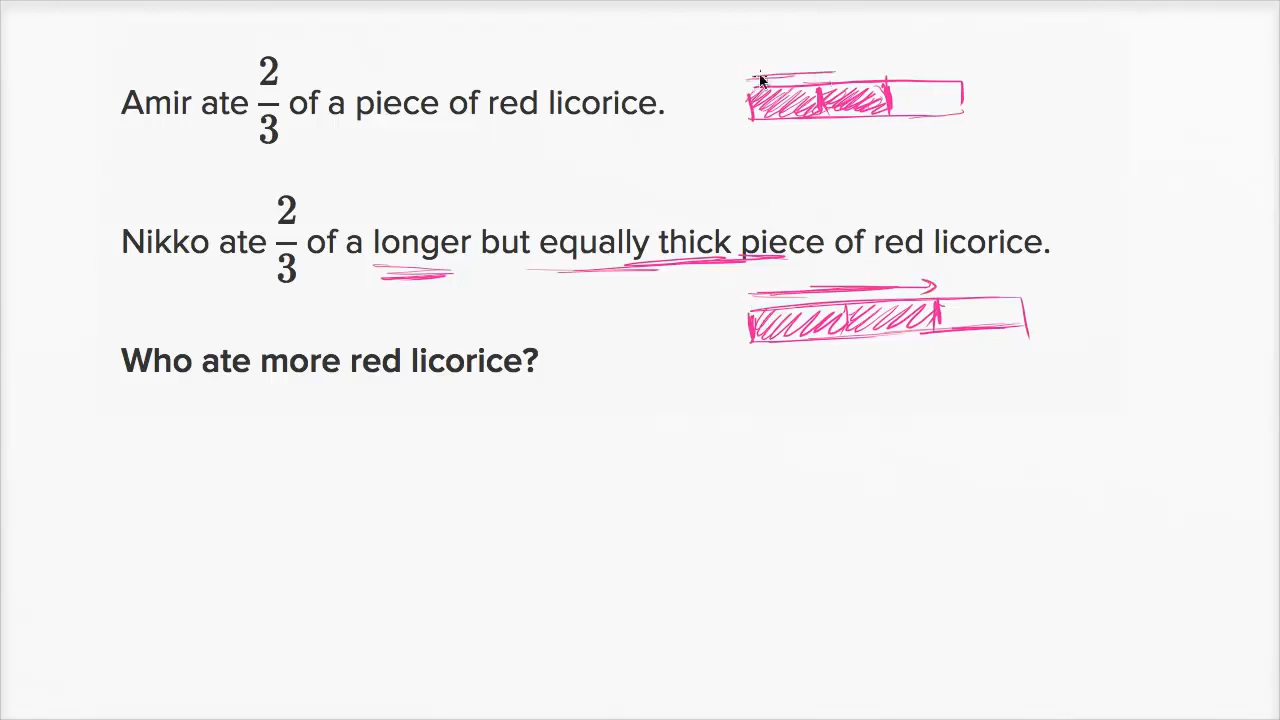 Amir ate 2/3 of a piece of red licorice.
Nikko ate 2/3 of a longer but equally thick piece of red licorice.
Who ate more red licorice?